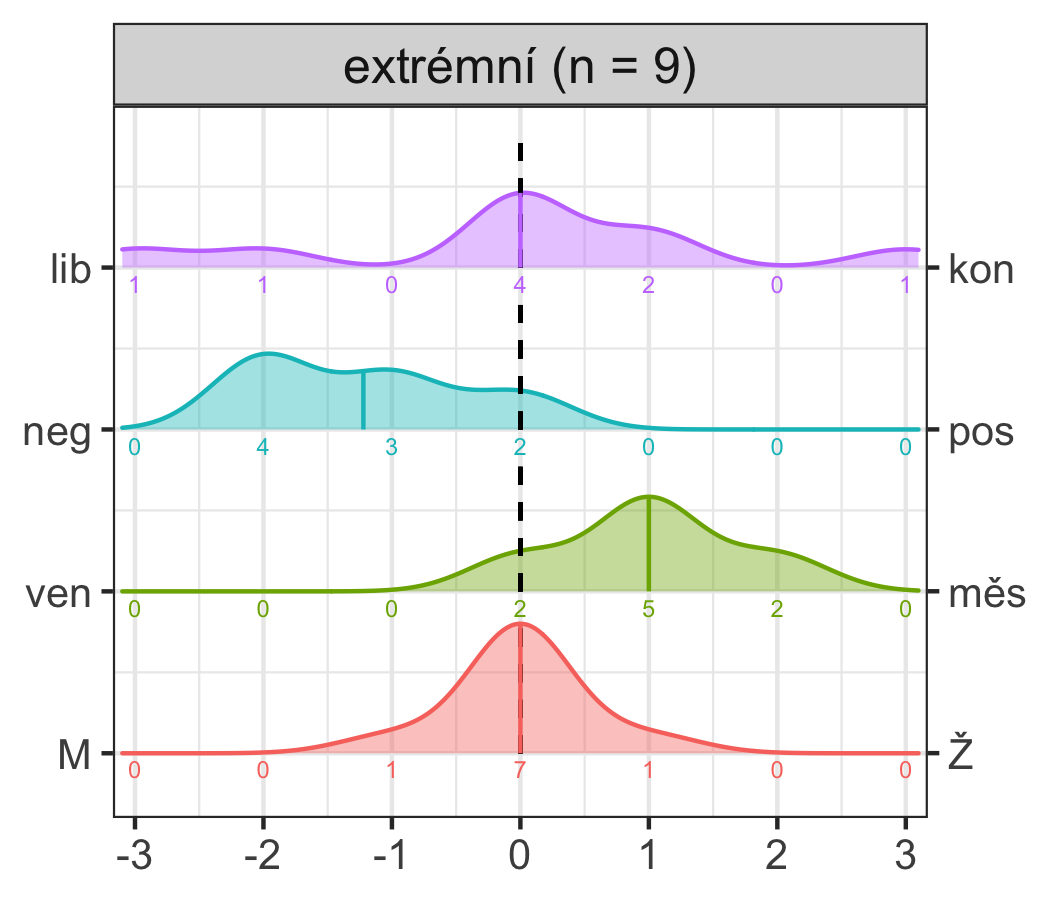 extrémní (n = 9)
lib kon
1 1 0 4 2 0 1
neg pos
0 4 3 2 0 0 0
ven měs
0 0 0 2 5 2 0
M Ž
0 0 1 7 1 0 0
-3 -2 -1 0 1 2 3